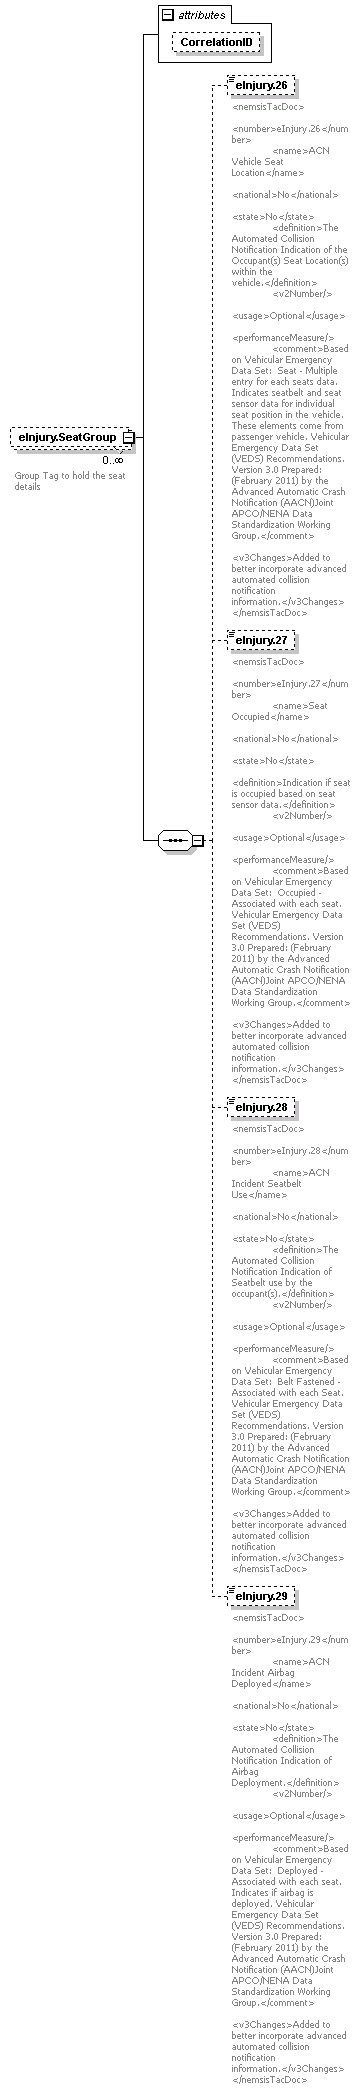 attributes
CorrelationID
eInjury.26
<nemsisTacDoc>
<number>eInjury.26</num
ber>
<name>ACN
Vehicle Seat
Location</name>
<national>No</national>
<state>No</state>
<definition>The
Automated Collision
Notification Indication of the
Occupant(s) Seat Location(s)
within the
vehicle.</definition>
<v2Number/>
<usage>Optional</usage>
<performanceMeasure/>
<comment>Based
on Vehicular Emergency
Data Set:  Seat - Multiple
entry for each seats data.
Indicates seatbelt and seat
sensor data for individual
seat position in the vehicle.
These elements come from
passenger vehicle. Vehicular
Emergency Data Set
(VEDS) Recommendations.
Version 3.0 Prepared:
(February 2011) by the
Advanced Automatic Crash
Notification (AACN)Joint
APCO/NENA Data
Standardization Working
Group.</comment>
<v3Changes>Added to
better incorporate advanced
automated collision
notification
information.</v3Changes>
</nemsisTacDoc>
eInjury.SeatGroup
0..∞
Group Tag to hold the seat
details
eInjury.27
<nemsisTacDoc>
<number>eInjury.27</num
ber>
<name>Seat
Occupied</name>
<national>No</national>
<state>No</state>
<definition>Indication if seat
is occupied based on seat
sensor data.</definition>
<v2Number/>
<usage>Optional</usage>
<performanceMeasure/>
<comment>Based
on Vehicular Emergency
Data Set:  Occupied -
Associated with each seat.
Vehicular Emergency Data
Set (VEDS)
Recommendations. Version
3.0 Prepared: (February
2011) by the Advanced
Automatic Crash Notification
(AACN)Joint APCO/NENA
Data Standardization
Working Group.</comment>
<v3Changes>Added to
better incorporate advanced
automated collision
notification
information.</v3Changes>
</nemsisTacDoc>
eInjury.28
<nemsisTacDoc>
<number>eInjury.28</num
ber>
<name>ACN
Incident Seatbelt
Use</name>
<national>No</national>
<state>No</state>
<definition>The
Automated Collision
Notification Indication of
Seatbelt use by the
occupant(s).</definition>
<v2Number/>
<usage>Optional</usage>
<performanceMeasure/>
<comment>Based
on Vehicular Emergency
Data Set:  Belt Fastened -
Associated with each Seat.
Vehicular Emergency Data
Set (VEDS)
Recommendations. Version
3.0 Prepared: (February
2011) by the Advanced
Automatic Crash Notification
(AACN)Joint APCO/NENA
Data Standardization
Working Group.</comment>
<v3Changes>Added to
better incorporate advanced
automated collision
notification
information.</v3Changes>
</nemsisTacDoc>
eInjury.29
<nemsisTacDoc>
<number>eInjury.29</num
ber>
<name>ACN
Incident Airbag
Deployed</name>
<national>No</national>
<state>No</state>
<definition>The
Automated Collision
Notification Indication of
Airbag
Deployment.</definition>
<v2Number/>
<usage>Optional</usage>
<performanceMeasure/>
<comment>Based
on Vehicular Emergency
Data Set:  Deployed -
Associated with each seat.
Indicates if airbag is
deployed. Vehicular
Emergency Data Set
(VEDS) Recommendations.
Version 3.0 Prepared:
(February 2011) by the
Advanced Automatic Crash
Notification (AACN)Joint
APCO/NENA Data
Standardization Working
Group.</comment>
<v3Changes>Added to
better incorporate advanced
automated collision
notification
information.</v3Changes>
</nemsisTacDoc>